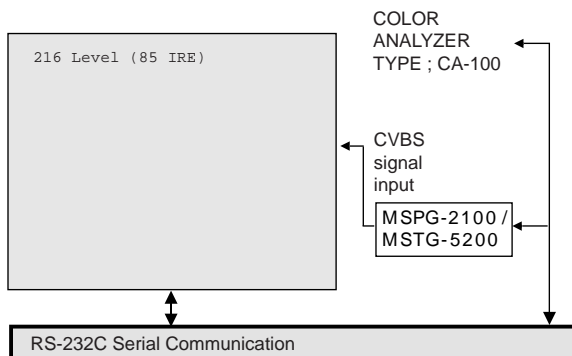 216 Level (85 IRE)
COLOR
ANALYZER
TYPE ; CA-100
CVBS
signal
input
MSPG-2100 /
MSTG-5200
RS-232C Serial Communication